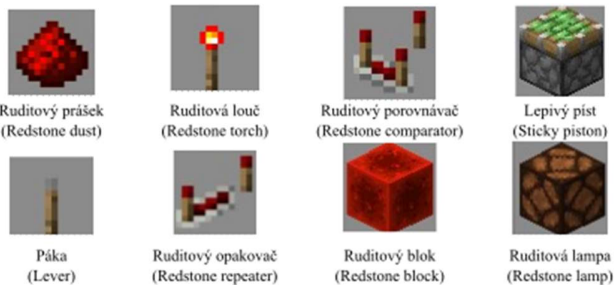 Ruditový prášek
(Redstone dust)
Ruditová louč
(Redstone torch)
Ruditový porovnávač
(Redstone comparator)
Lepivý píst
(Sticky piston)
Páka
(Lever)
Ruditový opakovač
(Redstone repeater)
Ruditový blok
(Redstone block)
Ruditová lampa
(Redstone lamp)